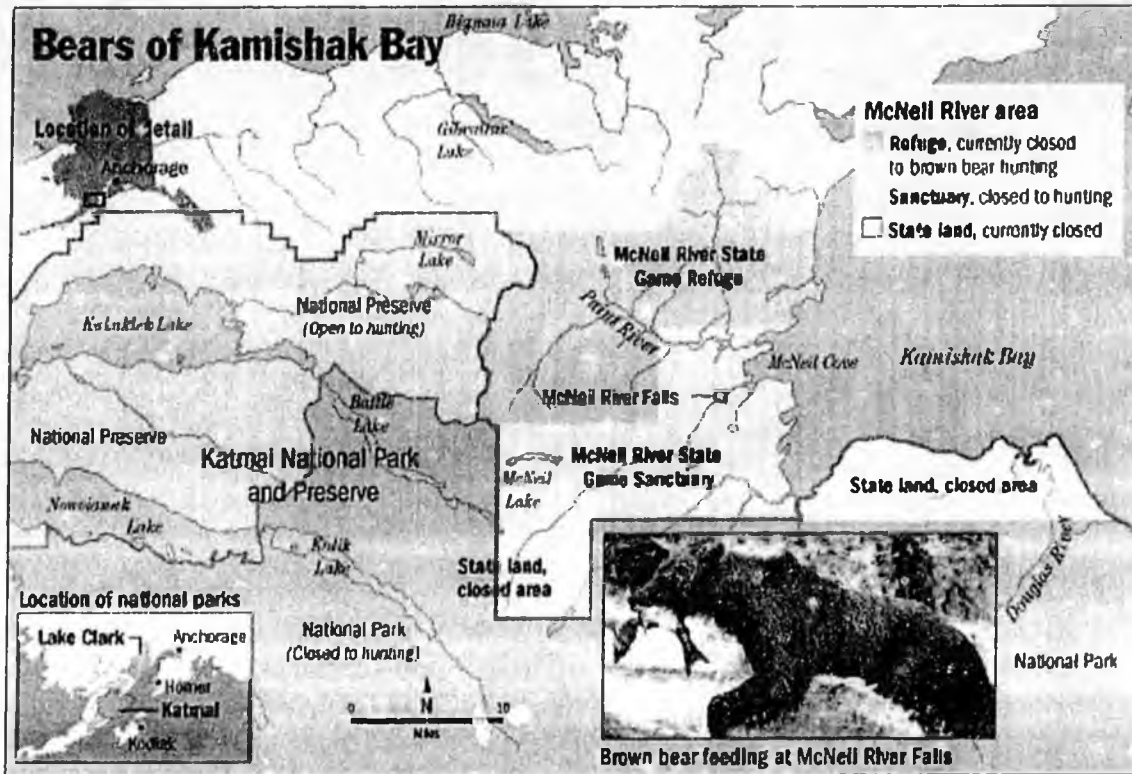 Bears of Kamishak Bay
Location of detail
Anchorage
Lake
Gibraltar
Lake
McNeil River area
Refuge, currently closed
to brown bear hunting
Sanctuary, closed to hunting
State land, currently closed
Mirror
Lake
McNeil River State
Game Refuge
National Preserve
(Open to hunting)
Paint River
Lake
McNeil Cove
Kamishak Bay
McNeil River Falls
Battle
Lake
National Preserve
Katmai National Park
and Preserve
McNeil
Lake
McNeil River State
Game Sanctuary
State land, closed area
Lake
Kulik
Lake
State land,
closed area
Douglas River
Location of national parks
Lake Clark
Anchorage
Homer
Katmai
Kodiak
National Park
(Closed to hunting)
N
0 10
Miles
National Park
Brown bear feeding at McNeil River Falls